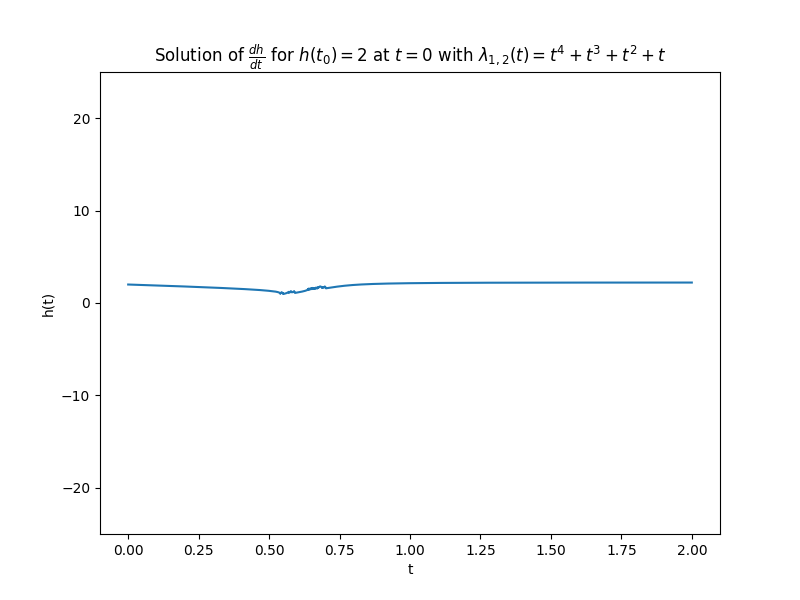 Solution of $\frac{dh}{dt}$ for $h(t_0) = 2$ at $t = 0$ with $\lambda_{1,2}(t) = t^4 + t^3 + t^2 + t$
20
10
0
−10
−20
h(t)
0.00 0.25 0.50 0.75 1.00 1.25 1.50 1.75 2.00
t